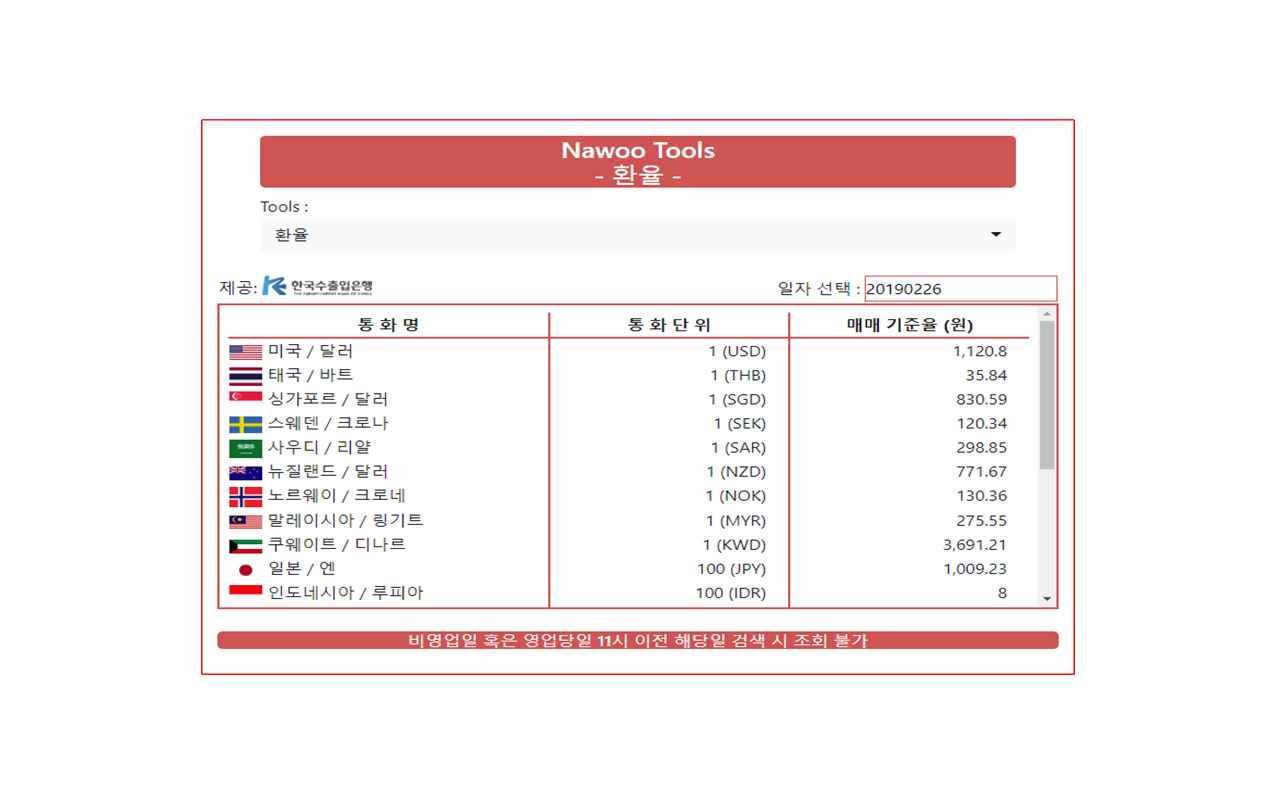 Nawoo Tools
- 환율 -
Tools :
환율
제공: 한국수출입은행 일자 선택 : 20190226
THE EXPORT-IMPORT BANK OF KOREA
통 화 명 통 화 단 위 매매 기준율 (원)
미국 / 달러 1 (USD) 1,120.8
태국 / 바트 1 (THB) 35.84
싱가포르 / 달러 1 (SGD) 830.59
스웨덴 / 크로나 1 (SEK) 120.34
사우디 / 리얄 1 (SAR) 298.85
뉴질랜드 / 달러 1 (NZD) 771.67
노르웨이 / 크로네 1 (NOK) 130.36
말레이시아 / 링기트 1 (MYR) 275.55
쿠웨이트 / 디나르 1 (KWD) 3,691.21
일본 / 엔 100 (JPY) 1,009.23
인도네시아 / 루피아 100 (IDR) 8
비영업일 혹은 영업당일 11시 이전 해당일 검색 시 조회 불가